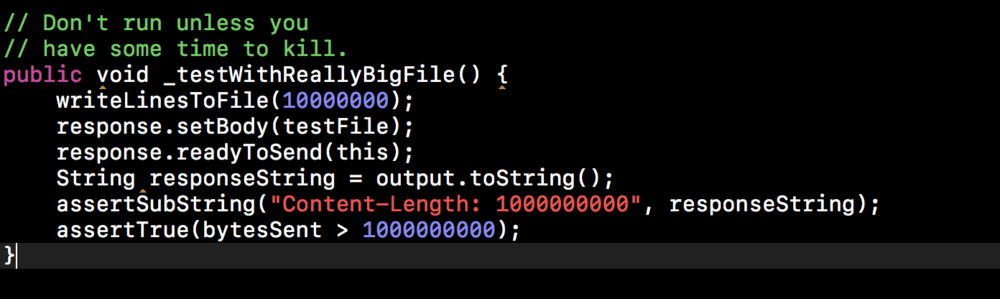 // Don't run unless you
// have some time to kill.
public void _testWithReallyBigFile() {
    writeLinesToFile(10000000);
    response.setBody(testFile);
    response.readyToSend(this);
    String responseString = output.toString();
    assertSubString("Content-Length: 1000000000", responseString);
    assertTrue(bytesSent > 1000000000);
}